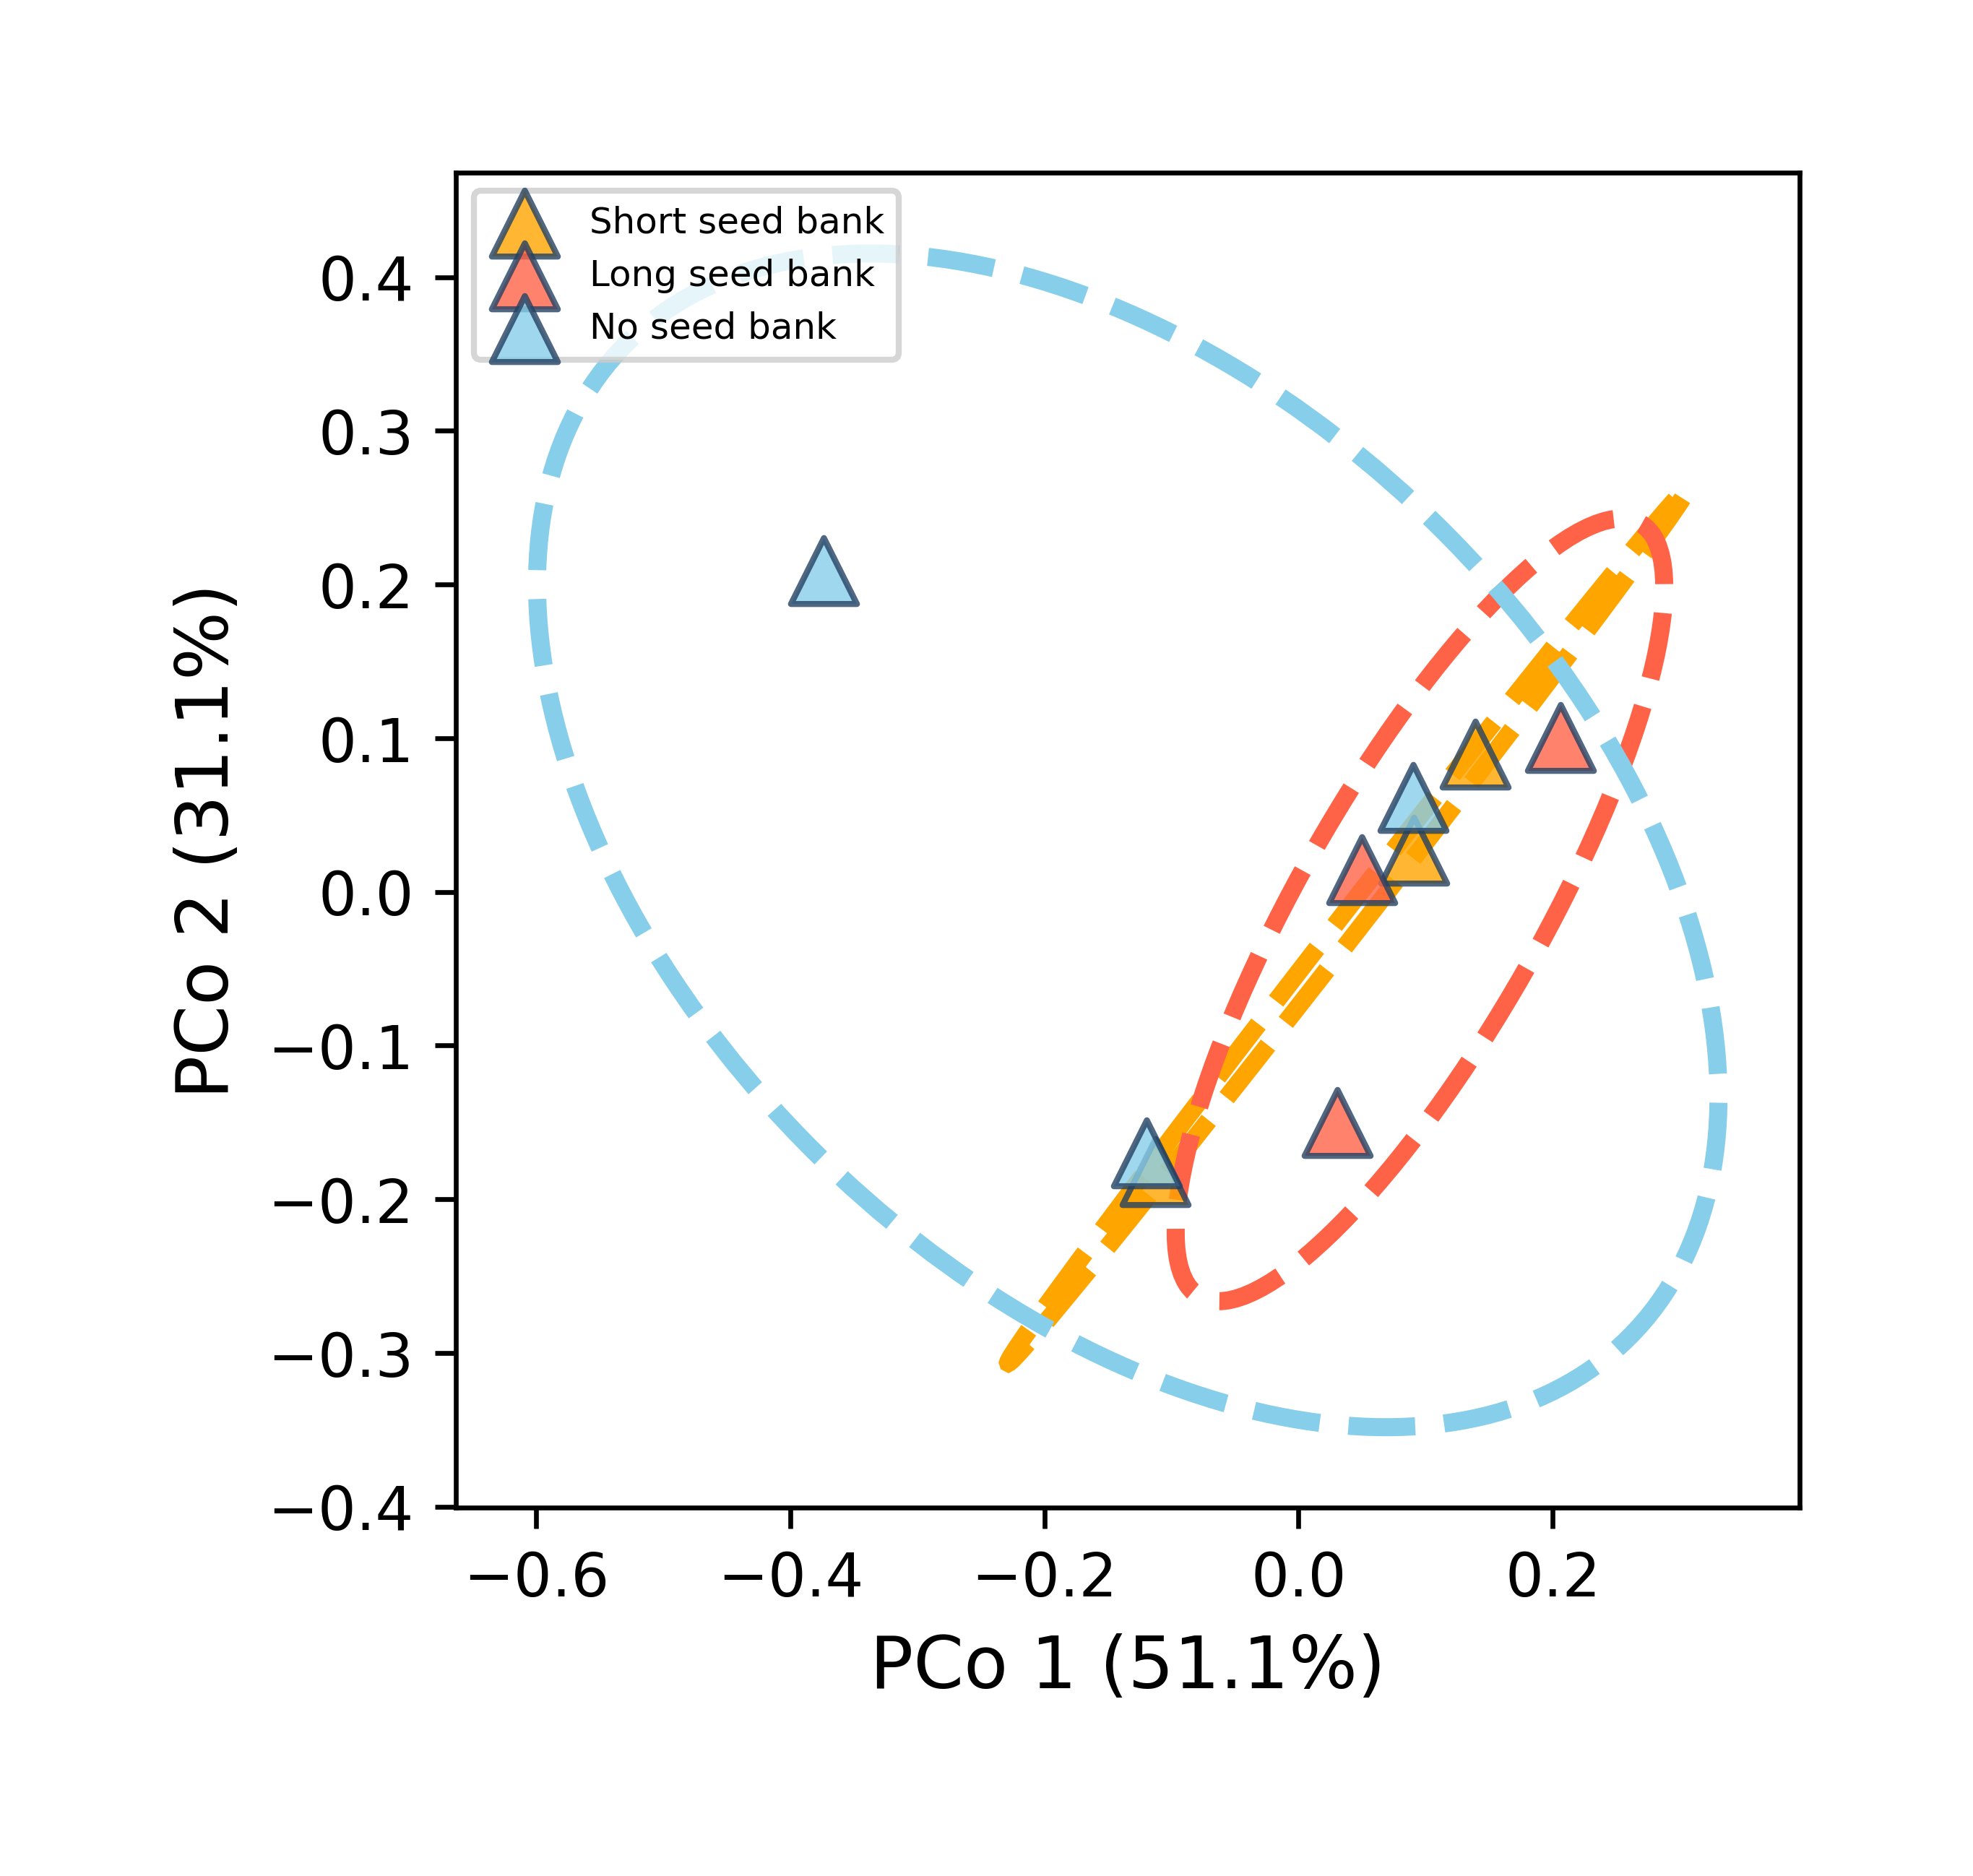 Short seed bank
Long seed bank
No seed bank
0.4
0.3
0.2
0.1
0.0
−0.1
−0.2
−0.3
−0.4
PCo 2 (31.1%)
−0.6 −0.4 −0.2 0.0 0.2
PCo 1 (51.1%)